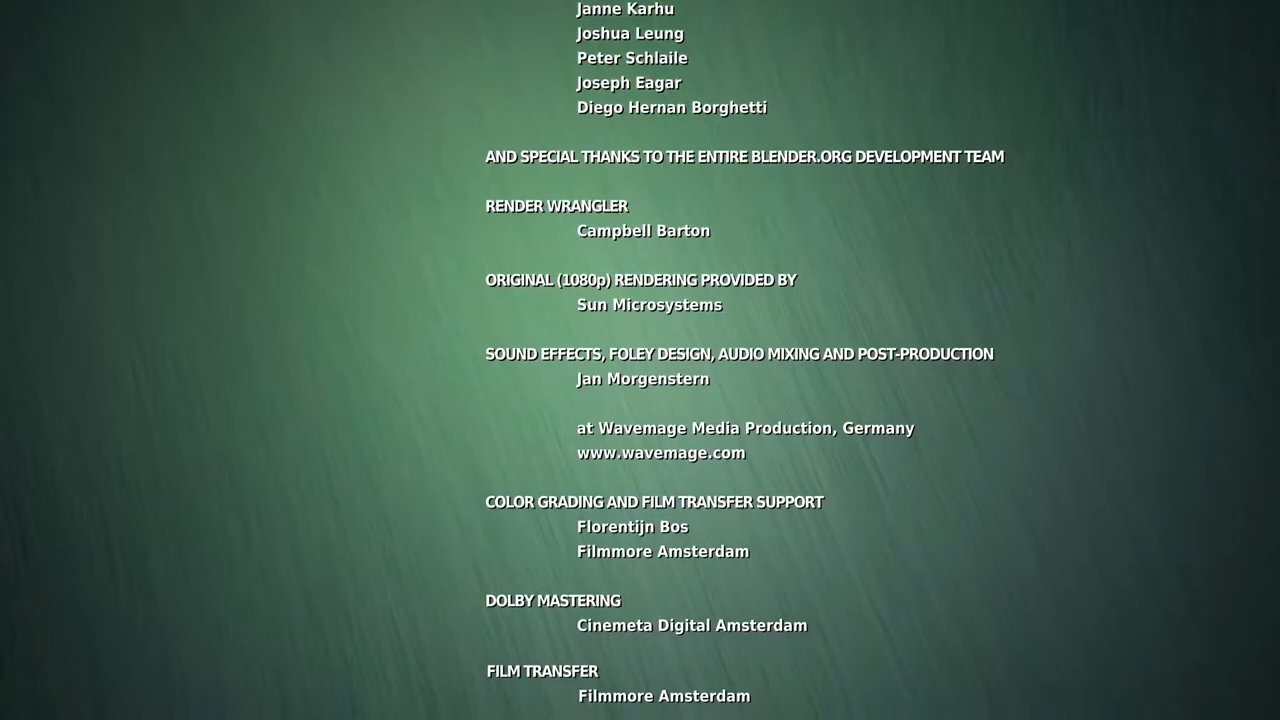 Janne Karhu
Joshua Leung
Peter Schlaile
Joseph Eagar
Diego Hernan Borghetti
AND SPECIAL THANKS TO THE ENTIRE BLENDER.ORG DEVELOPMENT TEAM
RENDER WRANGLER
Campbell Barton
ORIGINAL (1080p) RENDERING PROVIDED BY
Sun Microsystems
SOUND EFFECTS, FOLEY DESIGN, AUDIO MIXING AND POST-PRODUCTION
Jan Morgenstern
at Wavemage Media Production, Germany
www.wavemage.com
COLOR GRADING AND FILM TRANSFER SUPPORT
Florentijn Bos
Filmmore Amsterdam
DOLBY MASTERING
Cinemeta Digital Amsterdam
FILM TRANSFER
Filmmore Amsterdam